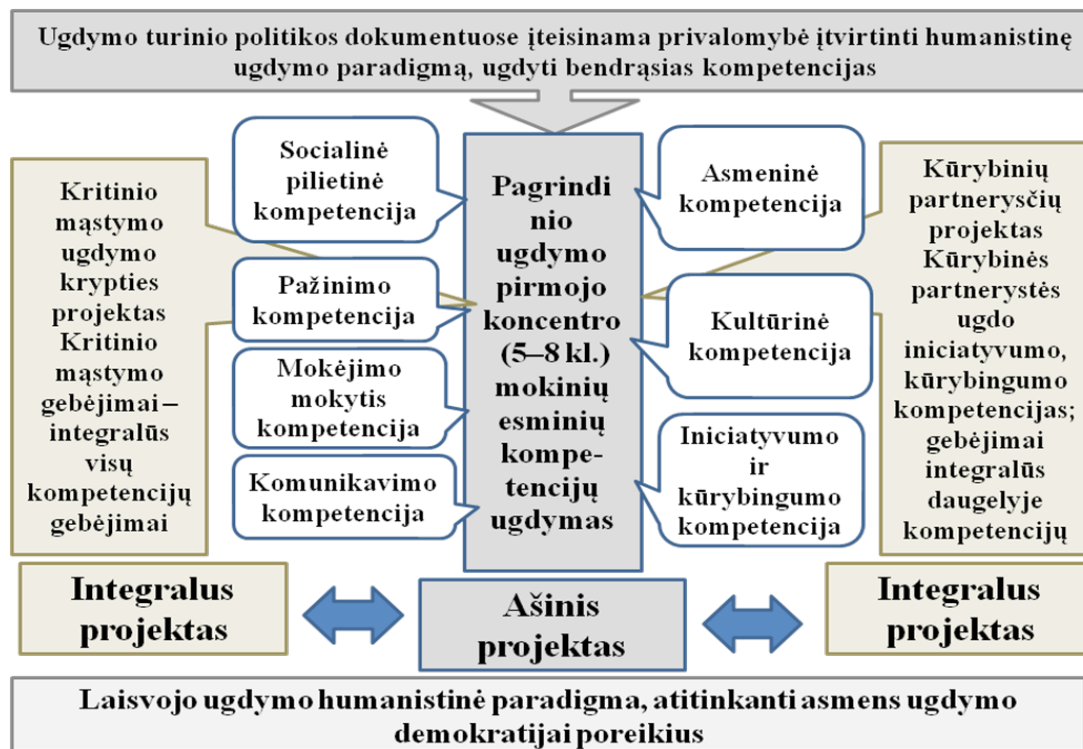 Ugdymo turinio politikos dokumentuose įteisinama privalomybė įtvirtinti humanistinę
ugdymo paradigmą, ugdyti bendrąsias kompetencijas
Kritinio
mąstymo
ugdymo
krypties
projektas
Kritinio
mąstymo
gebėjimai –
integralūs
visų
kompetencijų
gebėjimai
Socialinė
pilietinė
kompetencija
Pažinimo
kompetencija
Mokėjimo
mokytis
kompetencija
Komunikavimo
kompetencija
Pagrindi
nio
ugdymo
pirmojo
koncentro
(5–8 kl.)
mokinių
esminių
kompe-
tencijų
ugdymas
Asmeninė
kompetencija
Kultūrinė
kompetencija
Iniciatyvumo
ir
kūrybingumo
kompetencija
Kūrybinių
partnerysčių
projektas
Kūrybinės
partnerystės
ugdo
iniciatyvumo,
kūrybingumo
kompetencijas;
gebėjimai
integralūs
daugelyje
kompetencijų
Integralus
projektas
Ašinis
projektas
Integralus
projektas
Laisvojo ugdymo humanistinė paradigma, atitinkanti asmens ugdymo
demokratijai poreikius